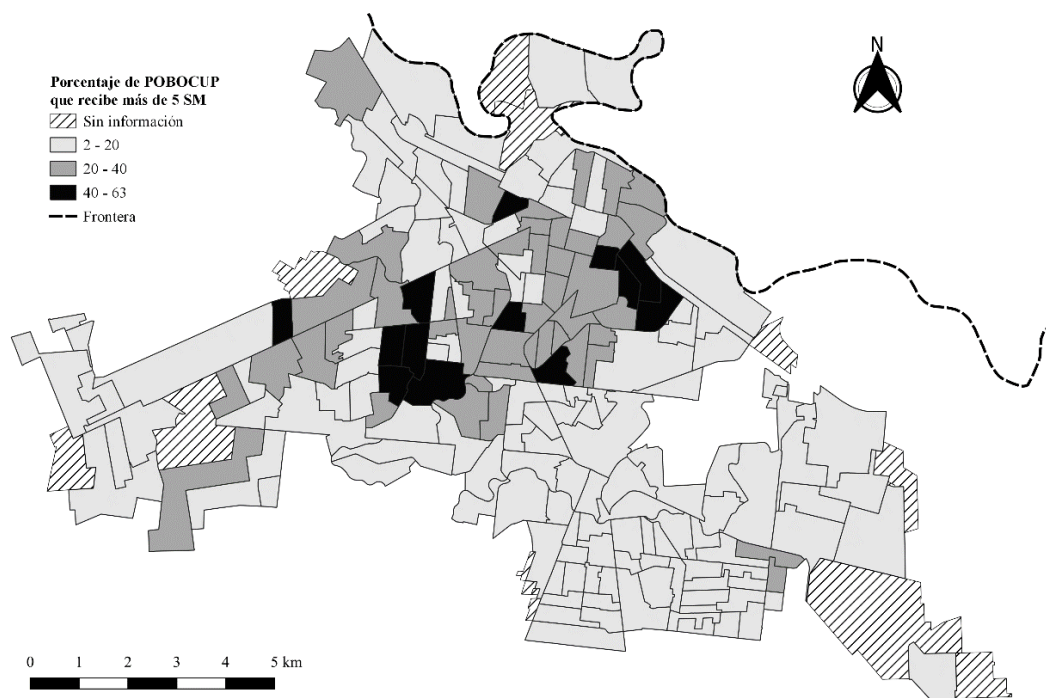 N
Porcentaje de POBOCUP
que recibe más de 5 SM
Sin información
2 - 20
20 - 40
40 - 63
Frontera
0 1 2 3 4 5 km